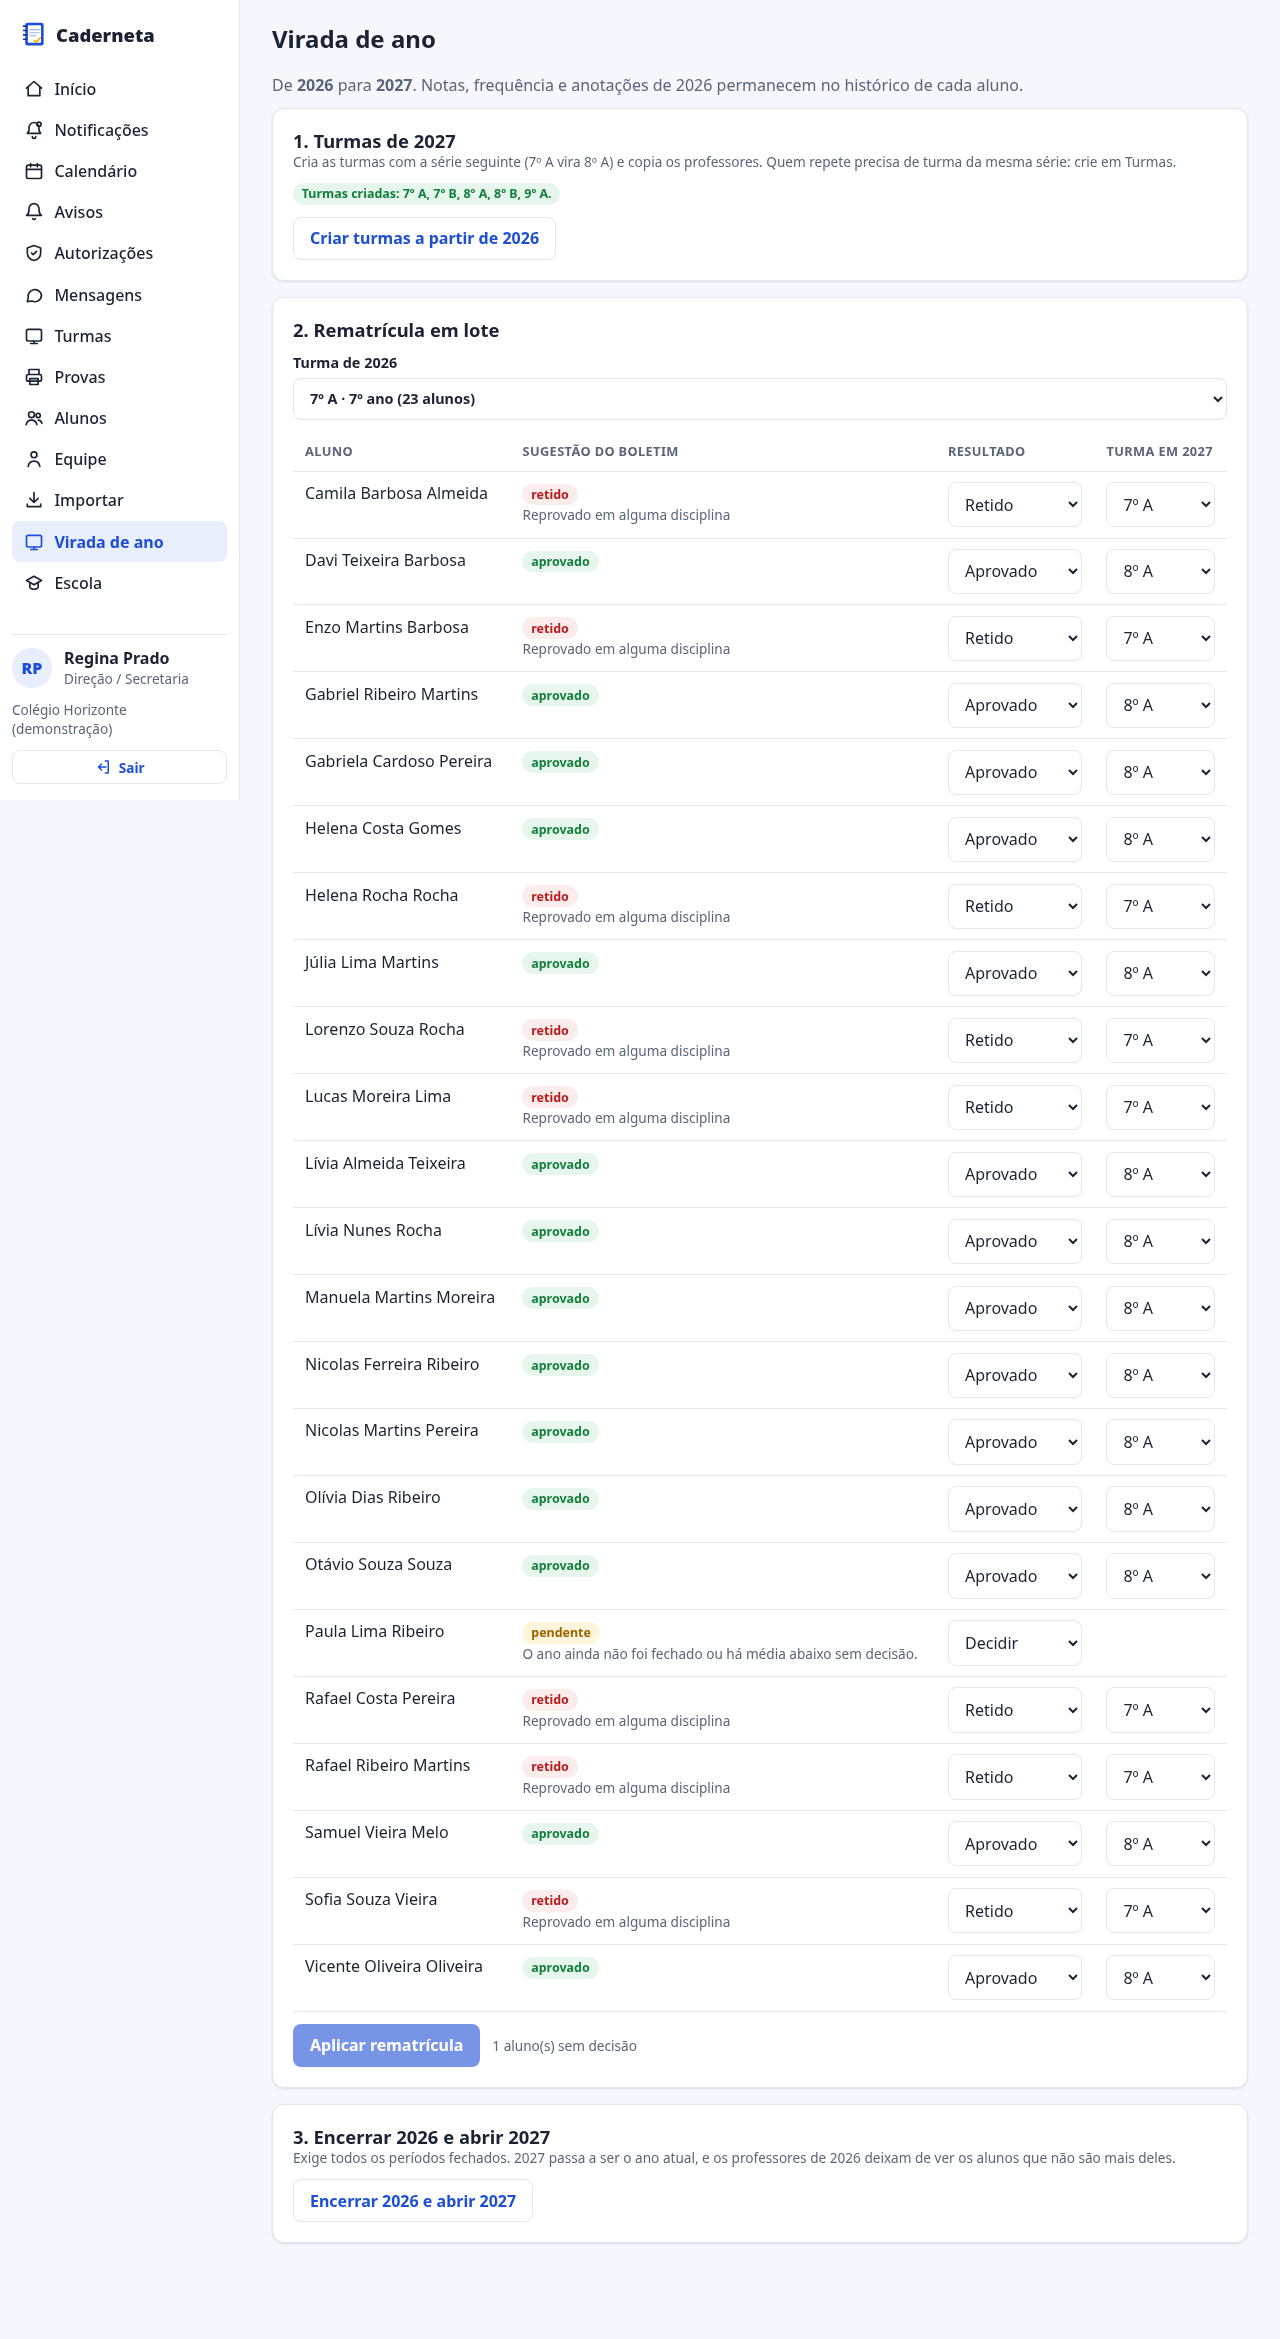 Caderneta
Início
Notificações
Calendário
Avisos
Autorizações
Mensagens
Turmas
Provas
Alunos
Equipe
Importar
Virada de ano
Escola
RP
Regina Prado
Direção / Secretaria
Colégio Horizonte
(demonstração)
Sair
Virada de ano
De 2026 para 2027. Notas, frequência e anotações de 2026 permanecem no histórico de cada aluno.
1. Turmas de 2027
Cria as turmas com a série seguinte (7º A vira 8º A) e copia os professores. Quem repete precisa de turma da mesma série: crie em Turmas.
Turmas criadas: 7º A, 7º B, 8º A, 8º B, 9º A.
Criar turmas a partir de 2026
2. Rematrícula em lote
Turma de 2026
7º A · 7º ano (23 alunos)
ALUNO SUGESTÃO DO BOLETIM RESULTADO TURMA EM 2027
Camila Barbosa Almeida retido Retido 7º A
Reprovado em alguma disciplina
Davi Teixeira Barbosa aprovado Aprovado 8º A
Enzo Martins Barbosa retido Retido 7º A
Reprovado em alguma disciplina
Gabriel Ribeiro Martins aprovado Aprovado 8º A
Gabriela Cardoso Pereira aprovado Aprovado 8º A
Helena Costa Gomes aprovado Aprovado 8º A
Helena Rocha Rocha retido Retido 7º A
Reprovado em alguma disciplina
Júlia Lima Martins aprovado Aprovado 8º A
Lorenzo Souza Rocha retido Retido 7º A
Reprovado em alguma disciplina
Lucas Moreira Lima retido Retido 7º A
Reprovado em alguma disciplina
Lívia Almeida Teixeira aprovado Aprovado 8º A
Lívia Nunes Rocha aprovado Aprovado 8º A
Manuela Martins Moreira aprovado Aprovado 8º A
Nicolas Ferreira Ribeiro aprovado Aprovado 8º A
Nicolas Martins Pereira aprovado Aprovado 8º A
Olívia Dias Ribeiro aprovado Aprovado 8º A
Otávio Souza Souza aprovado Aprovado 8º A
Paula Lima Ribeiro pendente Decidir
O ano ainda não foi fechado ou há média abaixo sem decisão.
Rafael Costa Pereira retido Retido 7º A
Reprovado em alguma disciplina
Rafael Ribeiro Martins retido Retido 7º A
Reprovado em alguma disciplina
Samuel Vieira Melo aprovado Aprovado 8º A
Sofia Souza Vieira retido Retido 7º A
Reprovado em alguma disciplina
Vicente Oliveira Oliveira aprovado Aprovado 8º A
Aplicar rematrícula 1 aluno(s) sem decisão
3. Encerrar 2026 e abrir 2027
Exige todos os períodos fechados. 2027 passa a ser o ano atual, e os professores de 2026 deixam de ver os alunos que não são mais deles.
Encerrar 2026 e abrir 2027